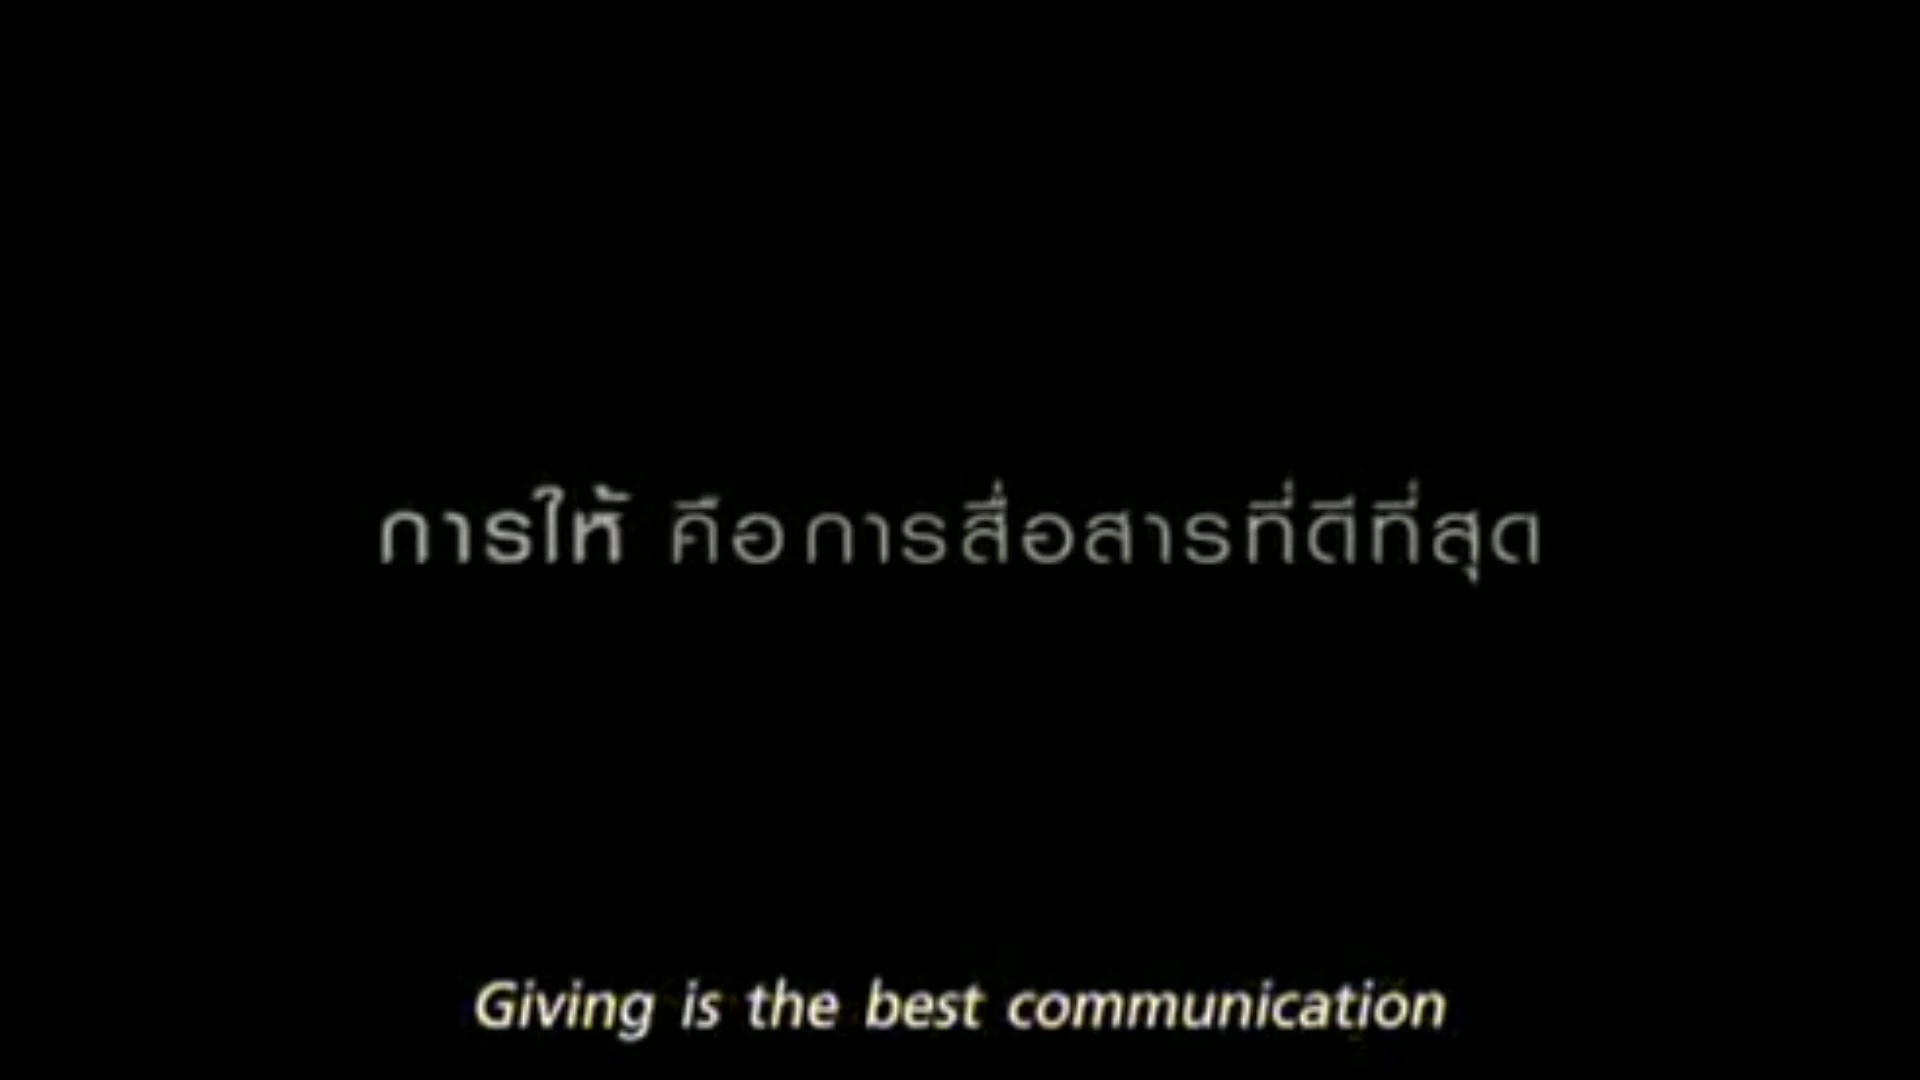 การให้ คือการสื่อสารที่ดีที่สุด
Giving is the best communication